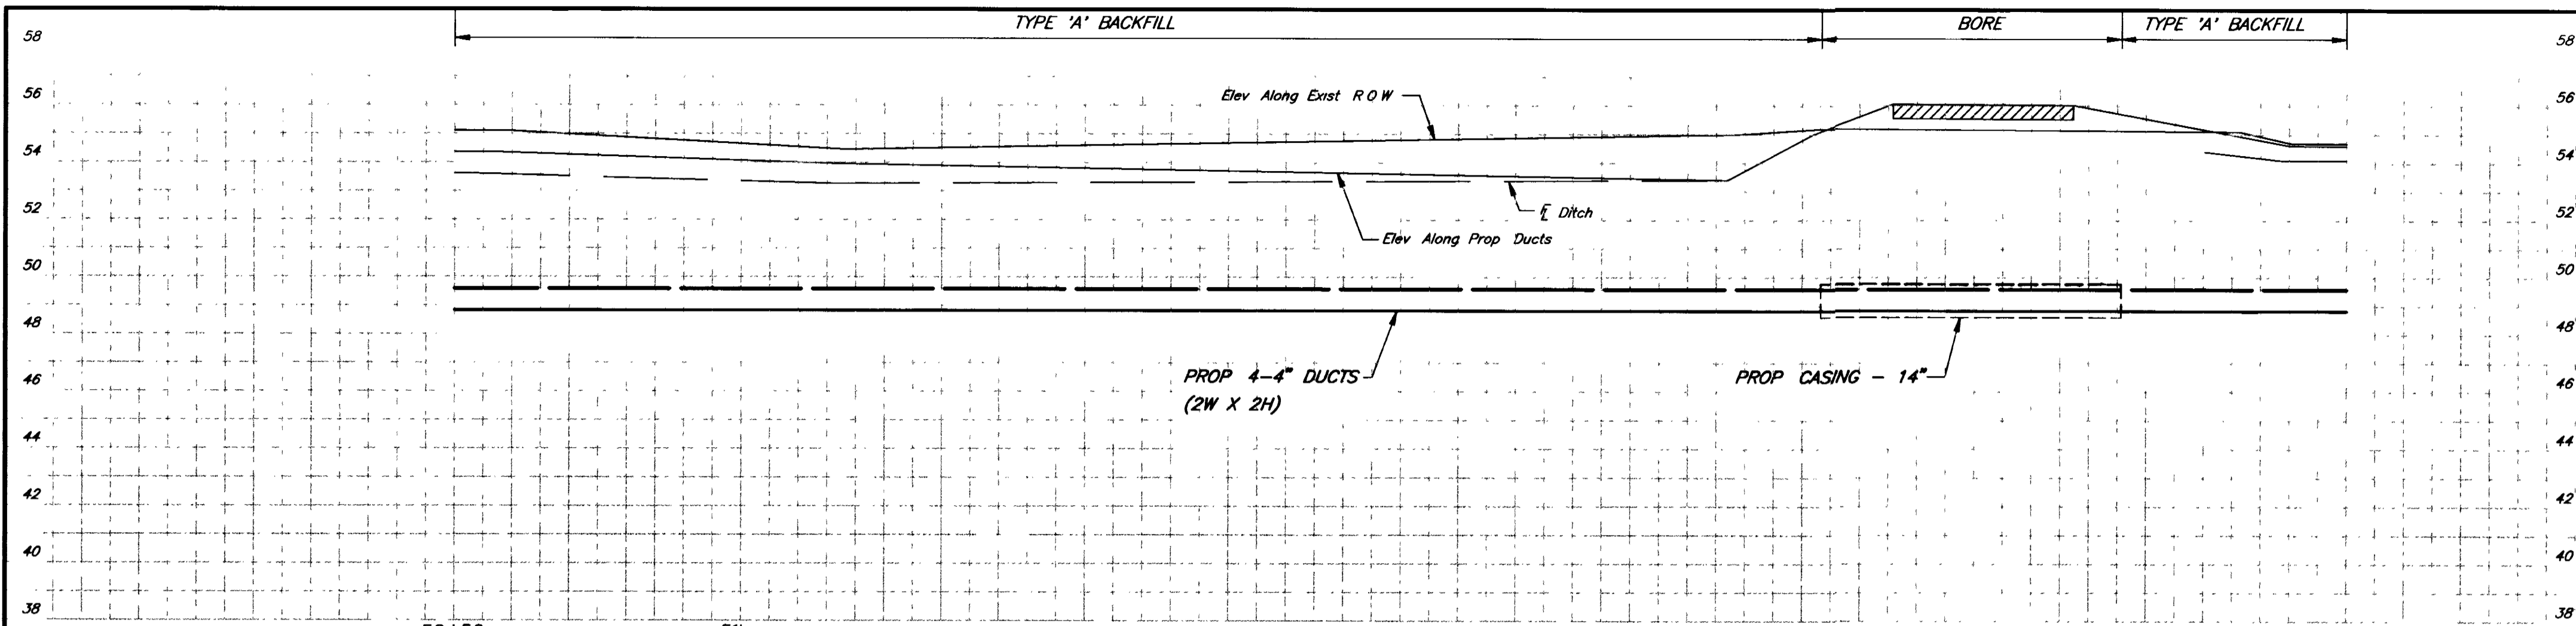 TYPE 'A' BACKFILL
BORE
TYPE 'A' BACKFILL
58
58
56
56
Elev Along Exist R O W
54
54
52
52
℄ Ditch
Elev Along Prop Ducts
50
50
48
48
46
46
PROP 4-4" DUCTS
(2W X 2H)
PROP CASING - 14"
44
44
42
42
40
40
38
38